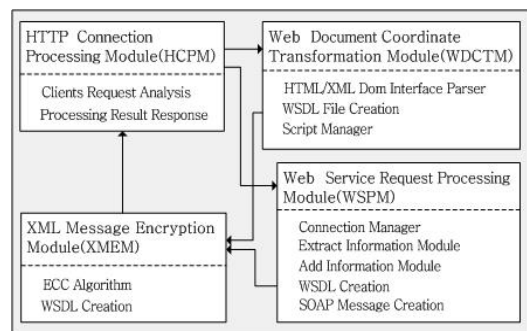 HTTP Connection
Processing Module(HCPM)
Clients Request Analysis
Processing Result Response
Web Document Coordinate
Transformation Module(WDCTM)
HTML/XML Dom Interface Parser
WSDL File Creation
Script Manager
XML Message Encryption
Module(XMEM)
ECC Algorithm
WSDL Creation
Web Service Request Processing
Module(WSPM)
Connection Manager
Extract Information Module
Add Information Module
WSDL Creation
SOAP Message Creation